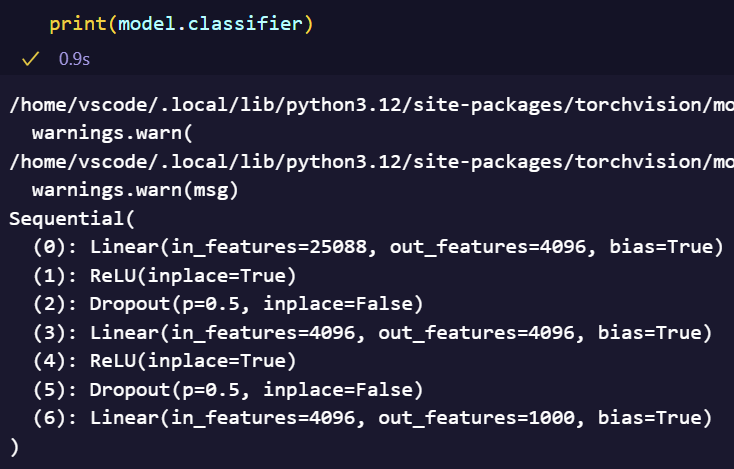 print(model.classifier)
✓ 0.9s
/home/vscode/.local/lib/python3.12/site-packages/torchvision/mo
  warnings.warn(
/home/vscode/.local/lib/python3.12/site-packages/torchvision/mo
  warnings.warn(msg)
Sequential(
  (0): Linear(in_features=25088, out_features=4096, bias=True)
  (1): ReLU(inplace=True)
  (2): Dropout(p=0.5, inplace=False)
  (3): Linear(in_features=4096, out_features=4096, bias=True)
  (4): ReLU(inplace=True)
  (5): Dropout(p=0.5, inplace=False)
  (6): Linear(in_features=4096, out_features=1000, bias=True)
)